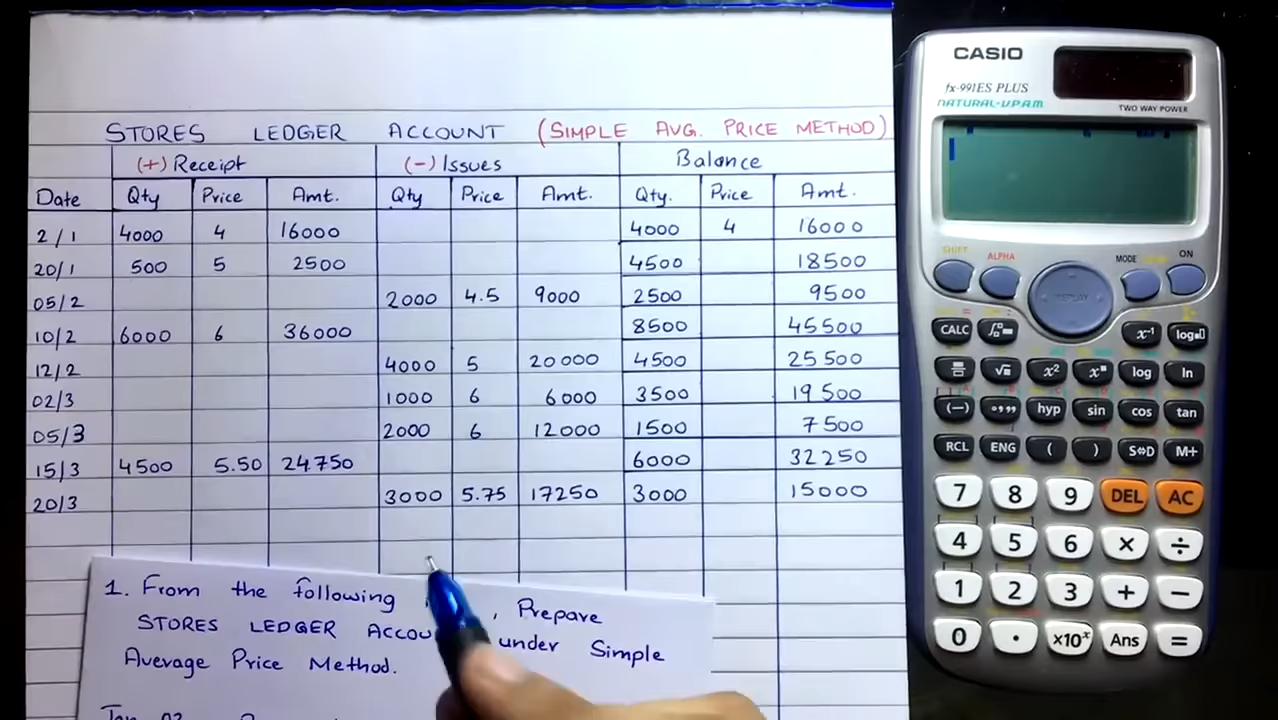 STORES LEDGER ACCOUNT (SIMPLE AVG. PRICE METHOD)
(+) Receipt (-) Issues Balance
Date Qty Price Amt. Qty Price Amt. Qty. Price Amt.
2/1 4000 4 16000 4000 4 16000
20/1 500 5 2500 4500 18500
05/2 2000 4.5 9000 2500 9500
10/2 6000 6 36000 8500 45500
12/2 4000 5 20000 4500 25500
02/3 1000 6 6000 3500 19500
05/3 2000 6 12000 1500 7500
15/3 4500 5.50 24750 6000 32250
20/3 3000 5.75 17250 3000 15000
1. From the following , Prepare
STORES LEDGER under Simple
Average Price Method.
CASIO
fx-991ES PLUS
NATURAL-V.P.A.M.
TWO WAY POWER
SHIFT ALPHA MODE ON
REPLAY
CALC x⁻¹ log
√ x² log ln
(−) hyp sin cos tan
RCL ENG ( ) S⇔D M+
7 8 9 DEL AC
4 5 6 × ÷
1 2 3 + −
0 . ×10ˣ Ans =